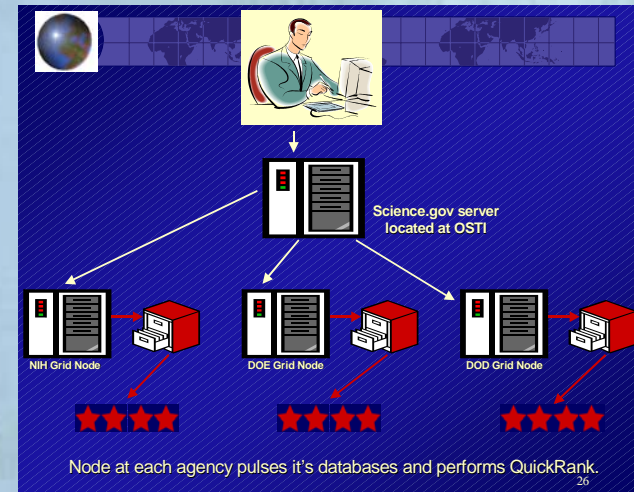 Science.gov server
located at OSTI
NIH Grid Node
DOE Grid Node
DOD Grid Node
Node at each agency pulses it's databases and performs QuickRank.
26